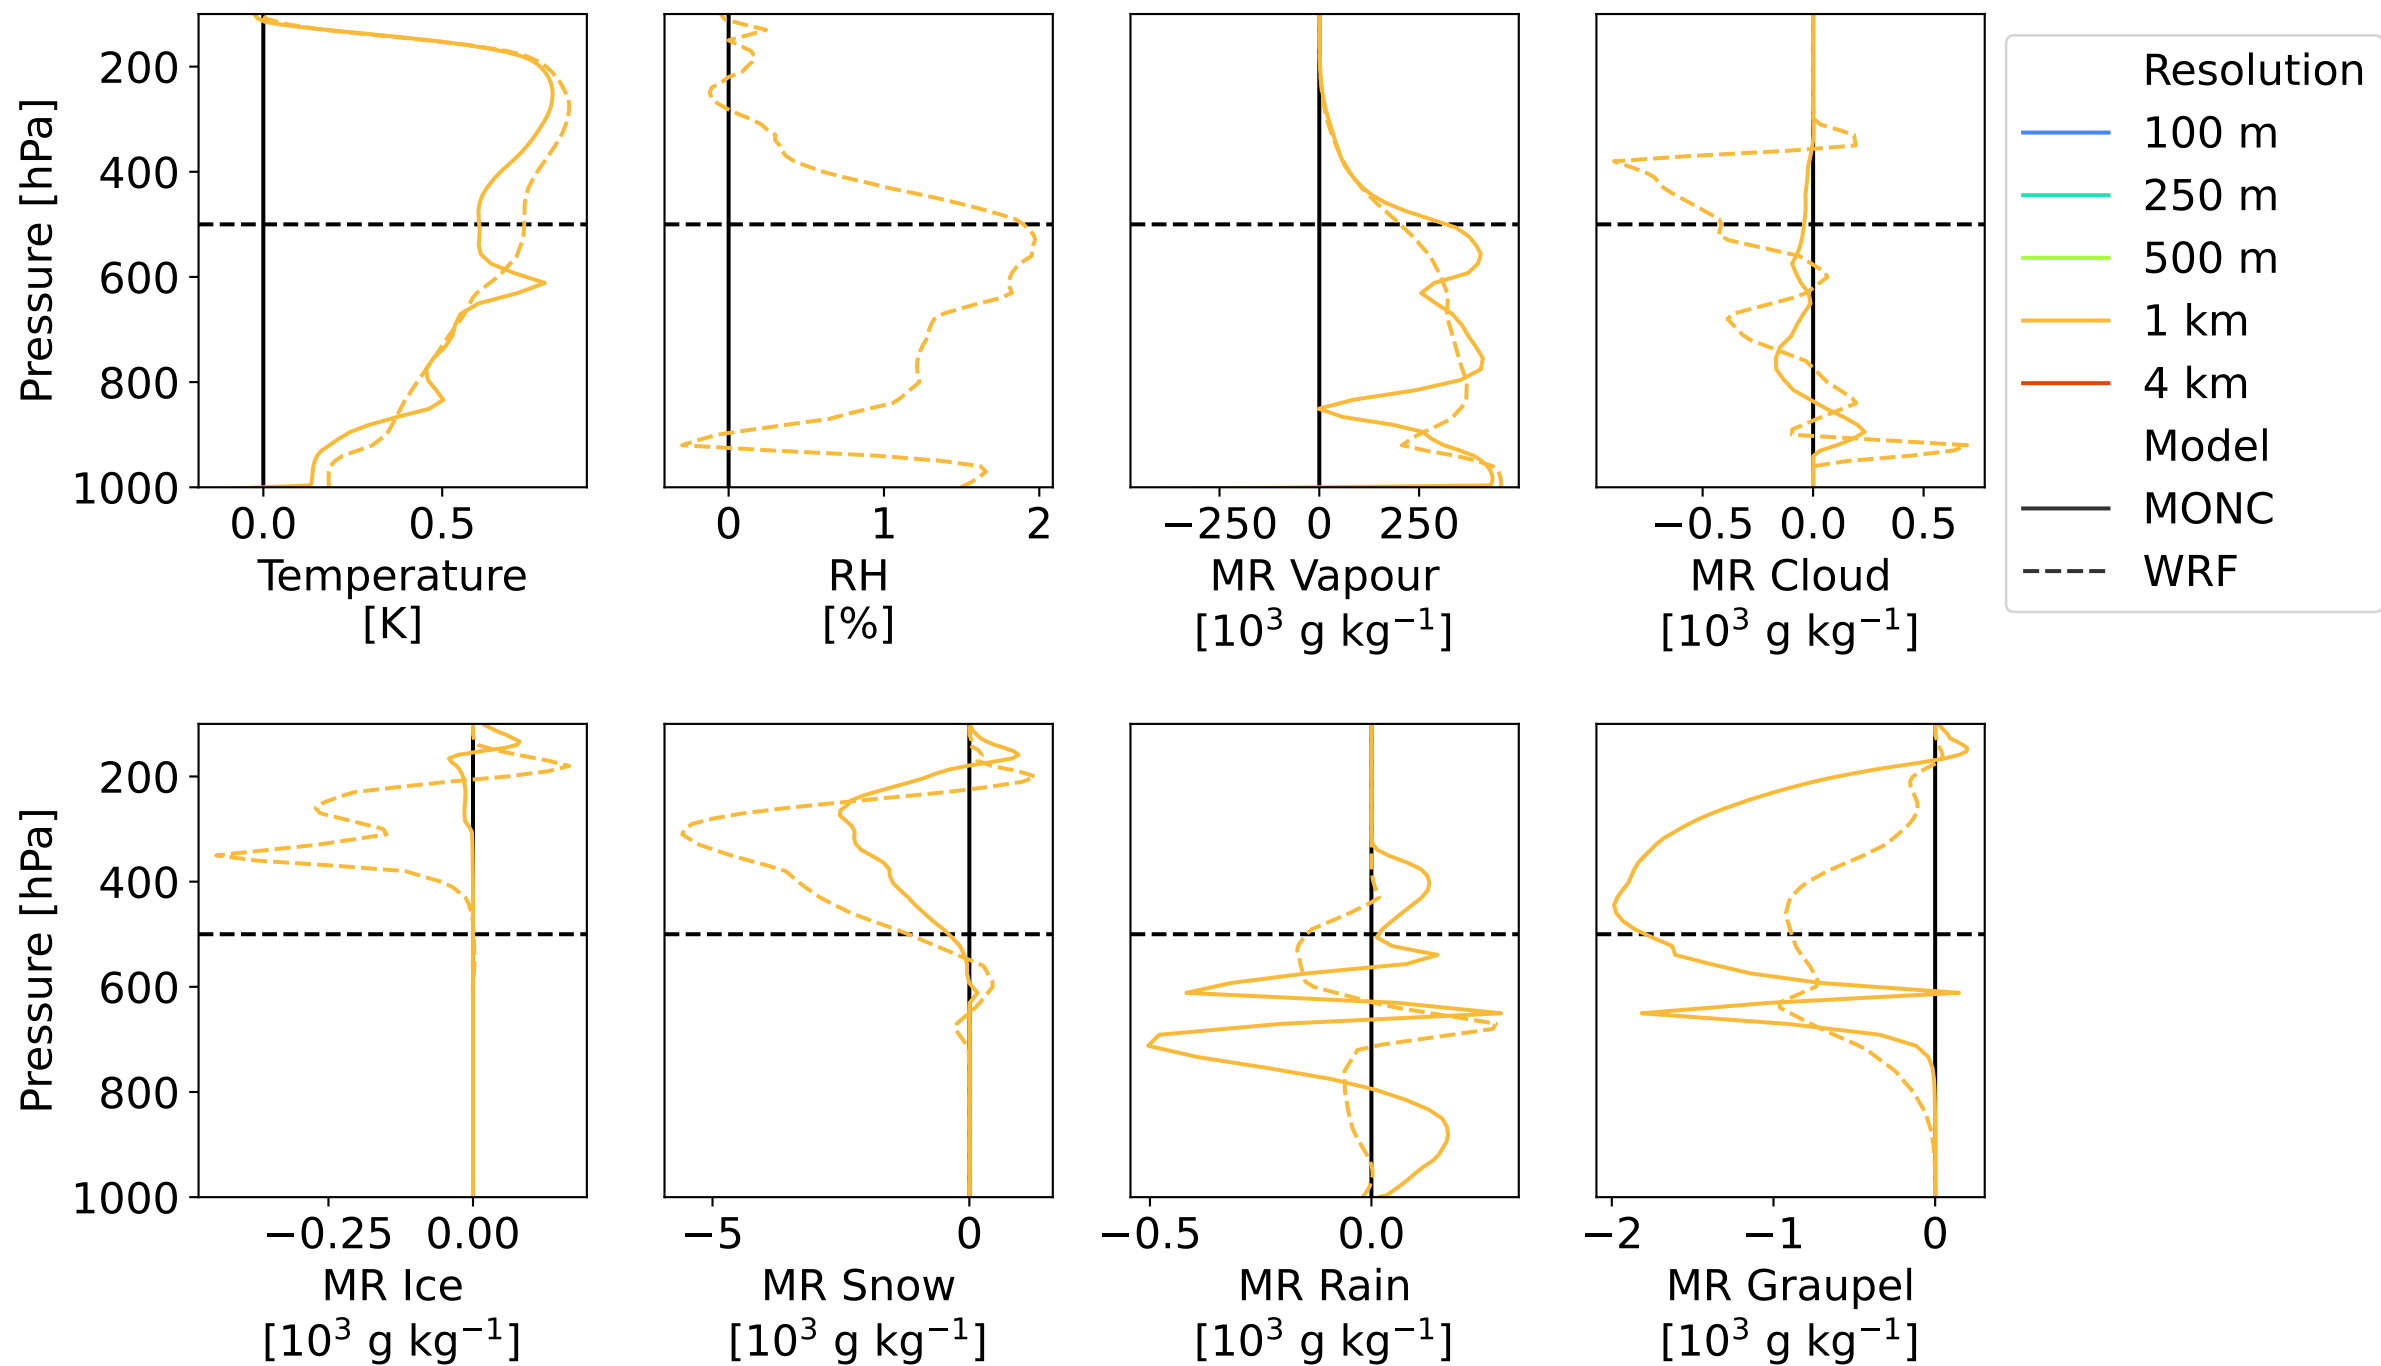 200
400
600
800
1000
Pressure [hPa]
0.0 0.5
Temperature
[K]
0 1 2
RH
[%]
−250 0 250
MR Vapour
[10³ g kg⁻¹]
−0.5 0.0 0.5
MR Cloud
[10³ g kg⁻¹]
Resolution
100 m
250 m
500 m
1 km
4 km
Model
MONC
WRF
200
400
600
800
1000
Pressure [hPa]
−0.25 0.00
MR Ice
[10³ g kg⁻¹]
−5 0
MR Snow
[10³ g kg⁻¹]
−0.5 0.0
MR Rain
[10³ g kg⁻¹]
−2 −1 0
MR Graupel
[10³ g kg⁻¹]